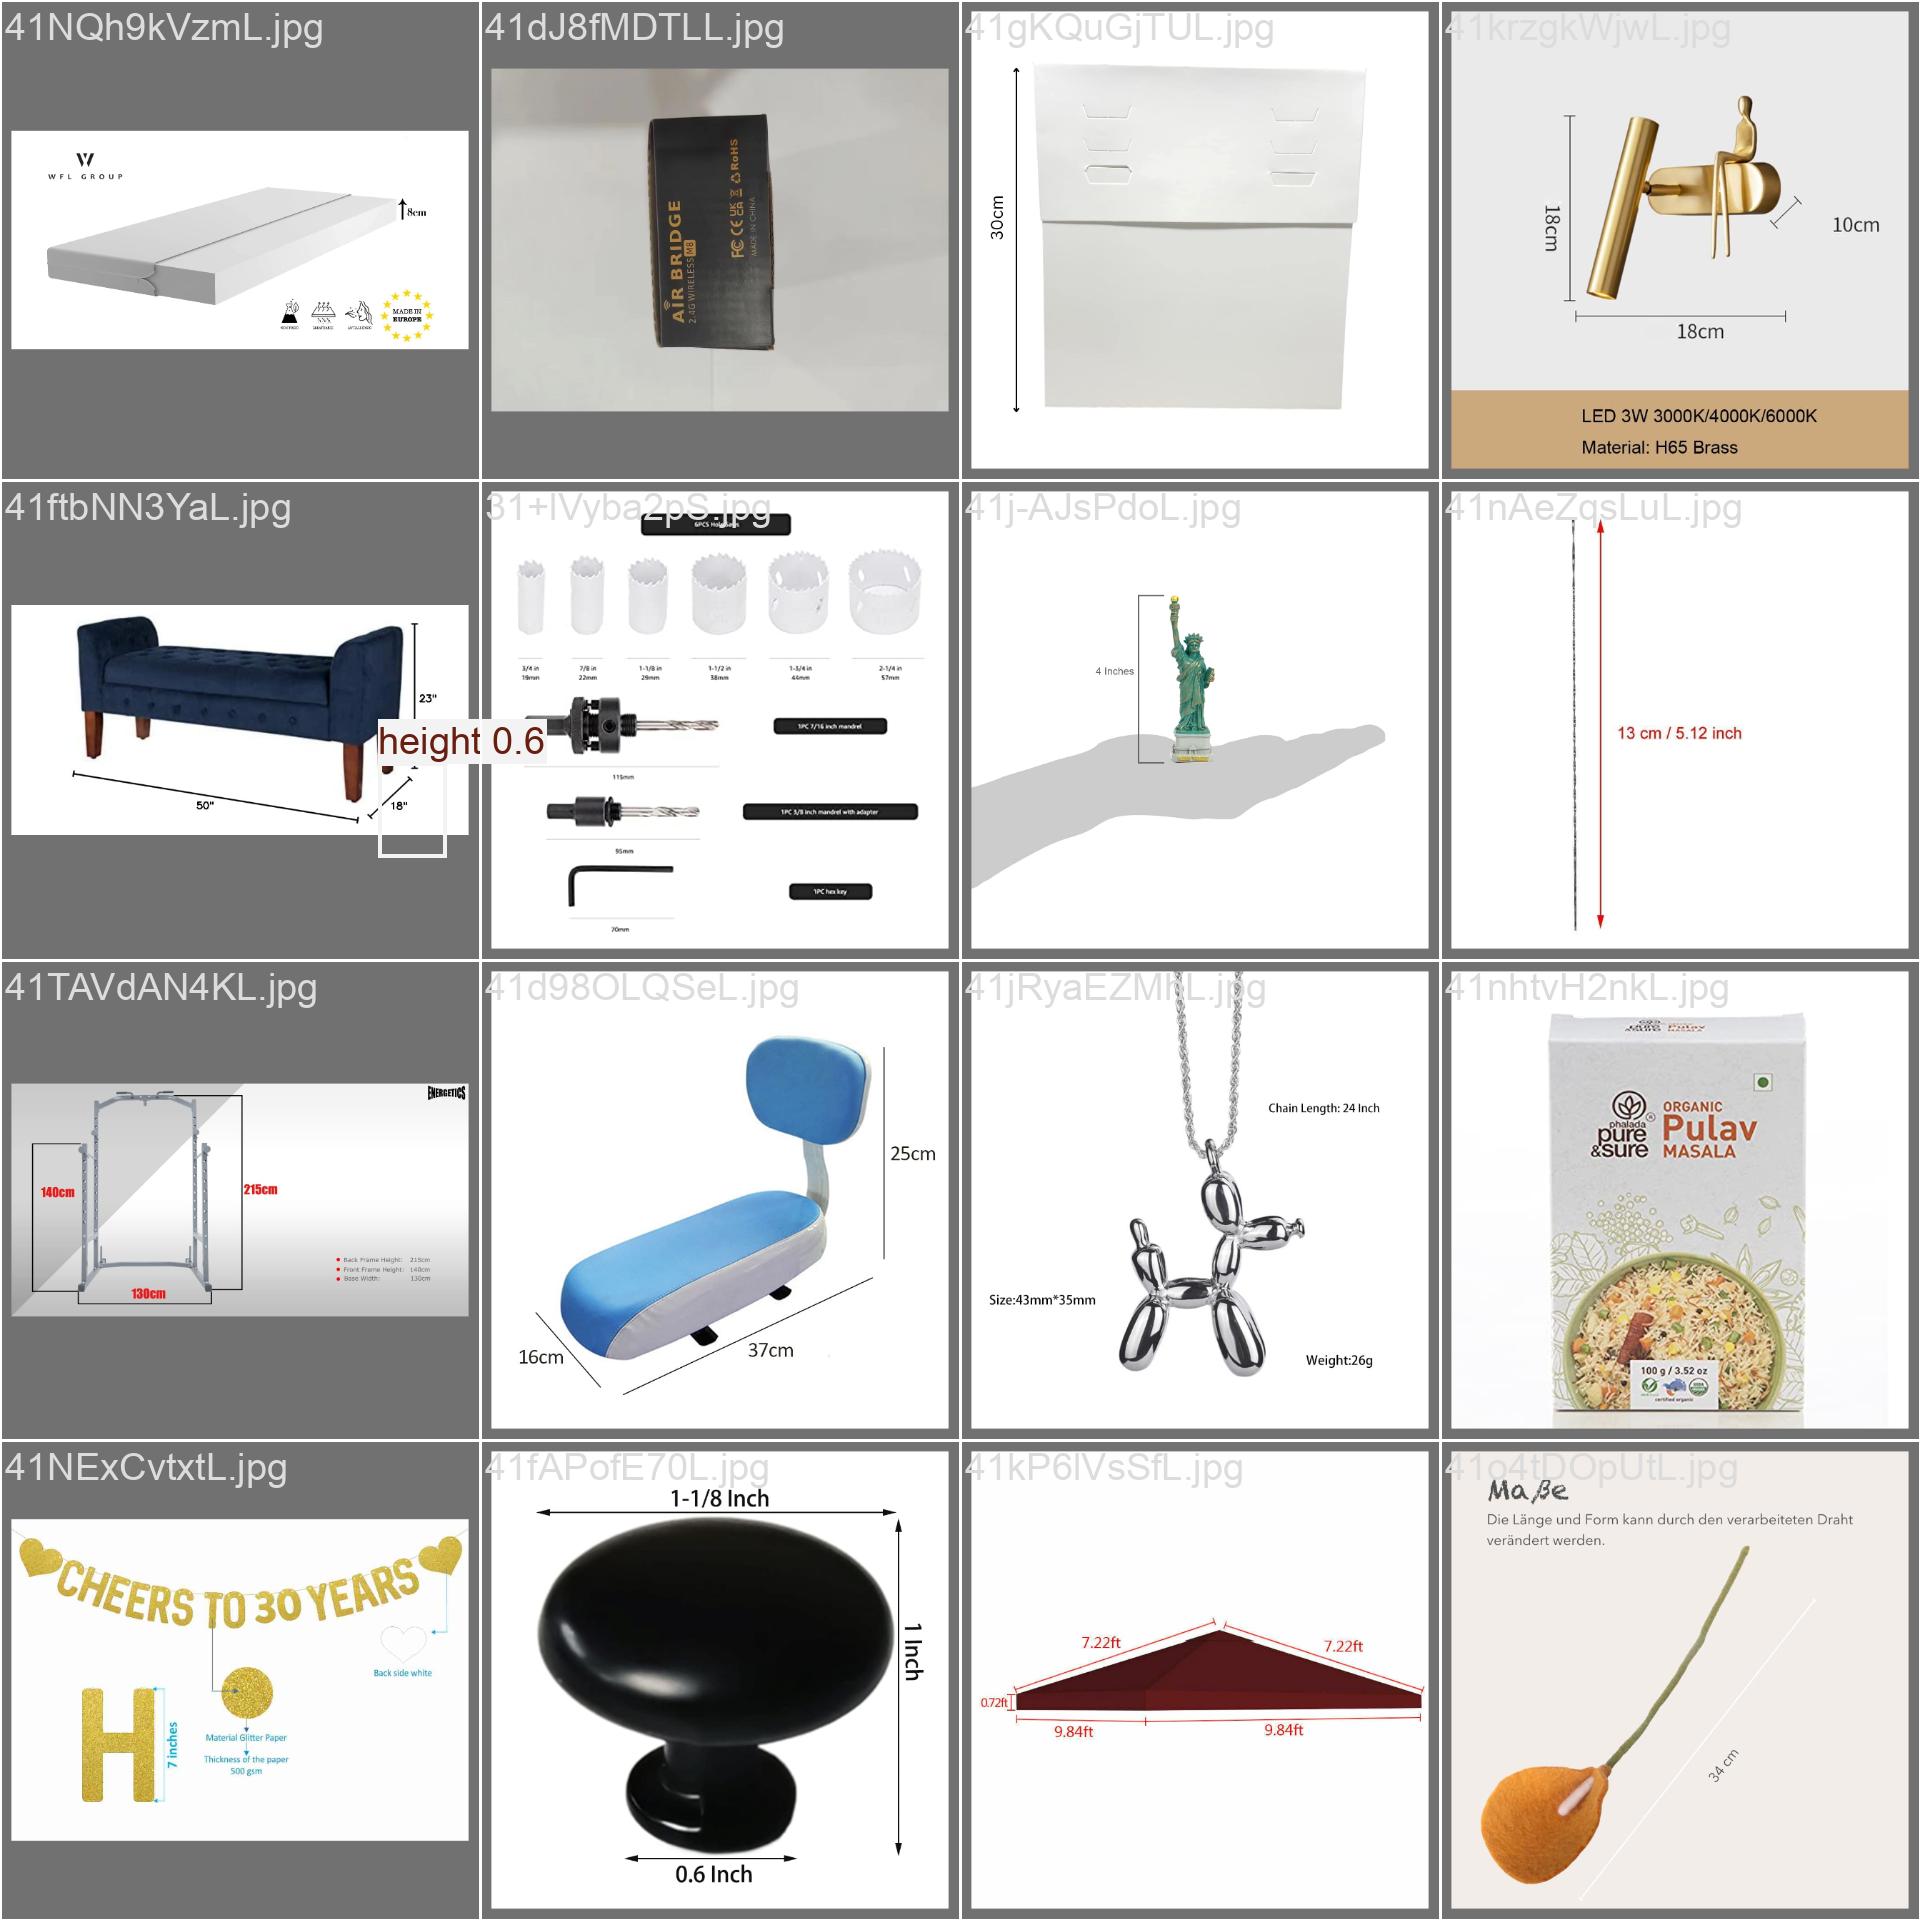 41NQh9kVzmL.jpg
WFL GROUP
8cm
MADE IN
EUROPE
41dJ8fMDTLL.jpg
AIR BRIDGE
2.4G WIRELESS M8
FC CE UK CA RoHS
MADE IN CHINA
41gKQuGjTUL.jpg
30cm
41krzgkWjwL.jpg
18cm
10cm
18cm
LED 3W 3000K/4000K/6000K
Material: H65 Brass
41ftbNN3YaL.jpg
23"
height 0.6
50"
18"
31+lVyba2pS.jpg
3/4 in
19mm
7/8 in
22mm
1-1/8 in
29mm
1-1/2 in
38mm
1-3/4 in
44mm
2-1/4 in
57mm
1PC 7/16 inch mandrel
115mm
1PC 3/8 inch mandrel with adapter
95mm
1PC hex key
70mm
41j-AJsPdoL.jpg
4 Inches
41nAeZqsLuL.jpg
13 cm / 5.12 inch
41TAVdAN4KL.jpg
ENERGETICS
140cm
215cm
130cm
Back Frame Height: 215cm
Front Frame Height: 140cm
Base Width: 130cm
41d98OLQSeL.jpg
25cm
16cm
37cm
41jRyaEZMhL.jpg
Chain Length: 24 Inch
Size:43mm*35mm
Weight:26g
41nhtvH2nkL.jpg
phalada
pure
&sure
ORGANIC
Pulav
MASALA
100 g / 3.52 oz
certified organic
41NExCvtxtL.jpg
CHEERS TO 30 YEARS
Back side white
7 inches
Material Glitter Paper
Thickness of the paper
500 gsm
41fAPofE70L.jpg
1-1/8 Inch
1 Inch
0.6 Inch
41kP6lVsSfL.jpg
7.22ft
7.22ft
0.72ft
9.84ft
9.84ft
41o4tDOpUtL.jpg
Maße
Die Länge und Form kann durch den verarbeiteten Draht
verändert werden.
34 cm